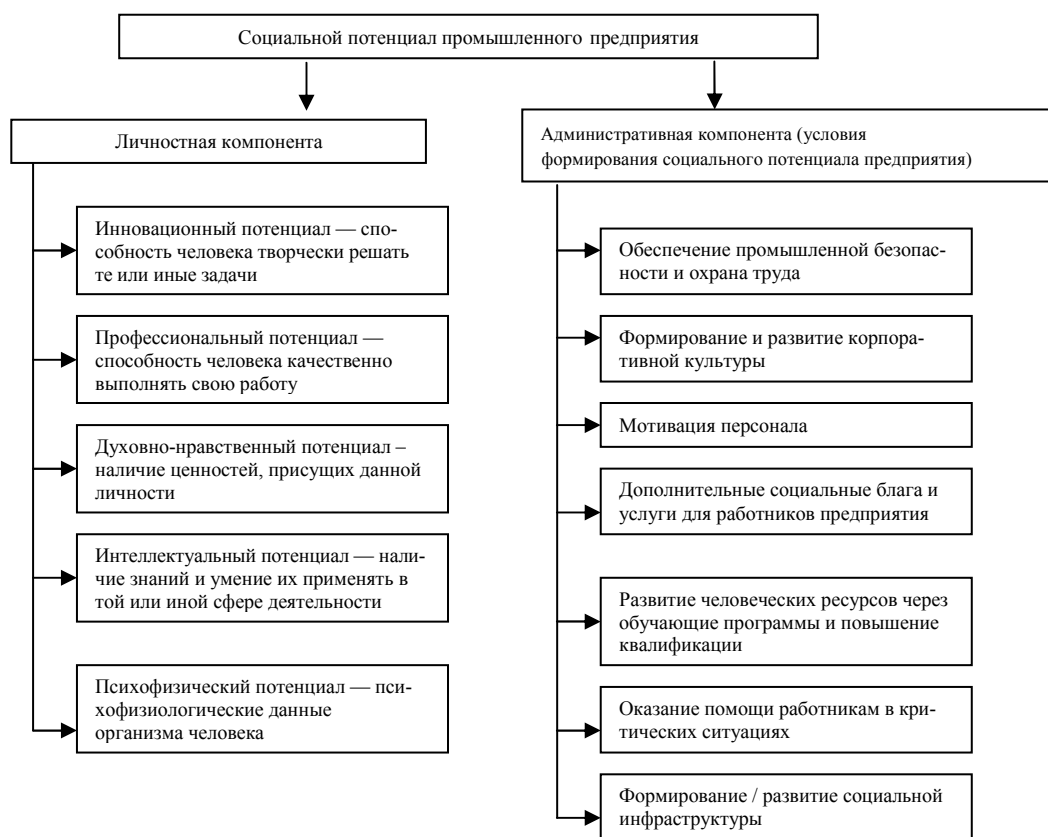 Социальной потенциал промышленного предприятия
Личностная компонента
Инновационный потенциал — спо-
собность человека творчески решать
те или иные задачи
Профессиональный потенциал —
способность человека качественно
выполнять свою работу
Духовно-нравственный потенциал –
наличие ценностей, присущих данной
личности
Интеллектуальный потенциал — нали-
чие знаний и умение их применять в
той или иной сфере деятельности
Психофизический потенциал — пси-
хофизиологические данные
организма человека
Административная компонента (условия
формирования социального потенциала предприятия)
Обеспечение промышленной безопас-
ности и охрана труда
Формирование и развитие корпора-
тивной культуры
Мотивация персонала
Дополнительные социальные блага и
услуги для работников предприятия
Развитие человеческих ресурсов через
обучающие программы и повышение
квалификации
Оказание помощи работникам в кри-
тических ситуациях
Формирование / развитие социальной
инфраструктуры